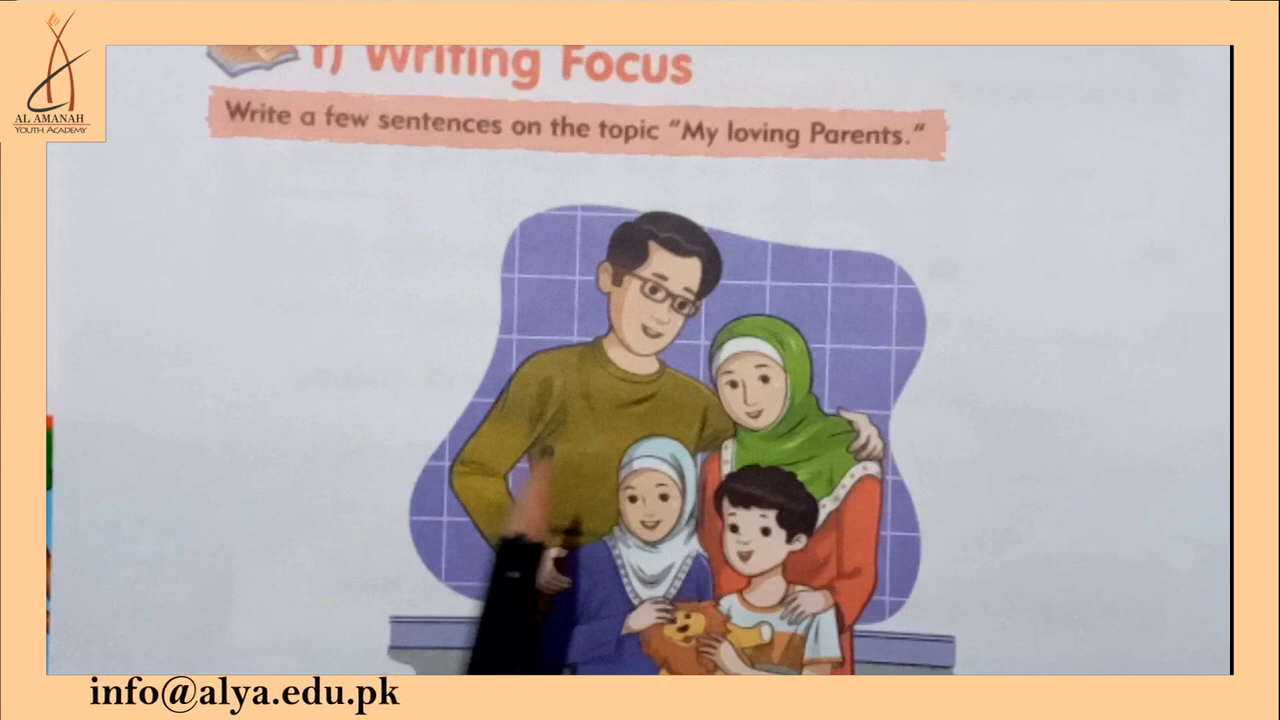 f) Writing Focus
Write a few sentences on the topic "My loving Parents."
AL AMANAH
YOUTH ACADEMY
info@alya.edu.pk